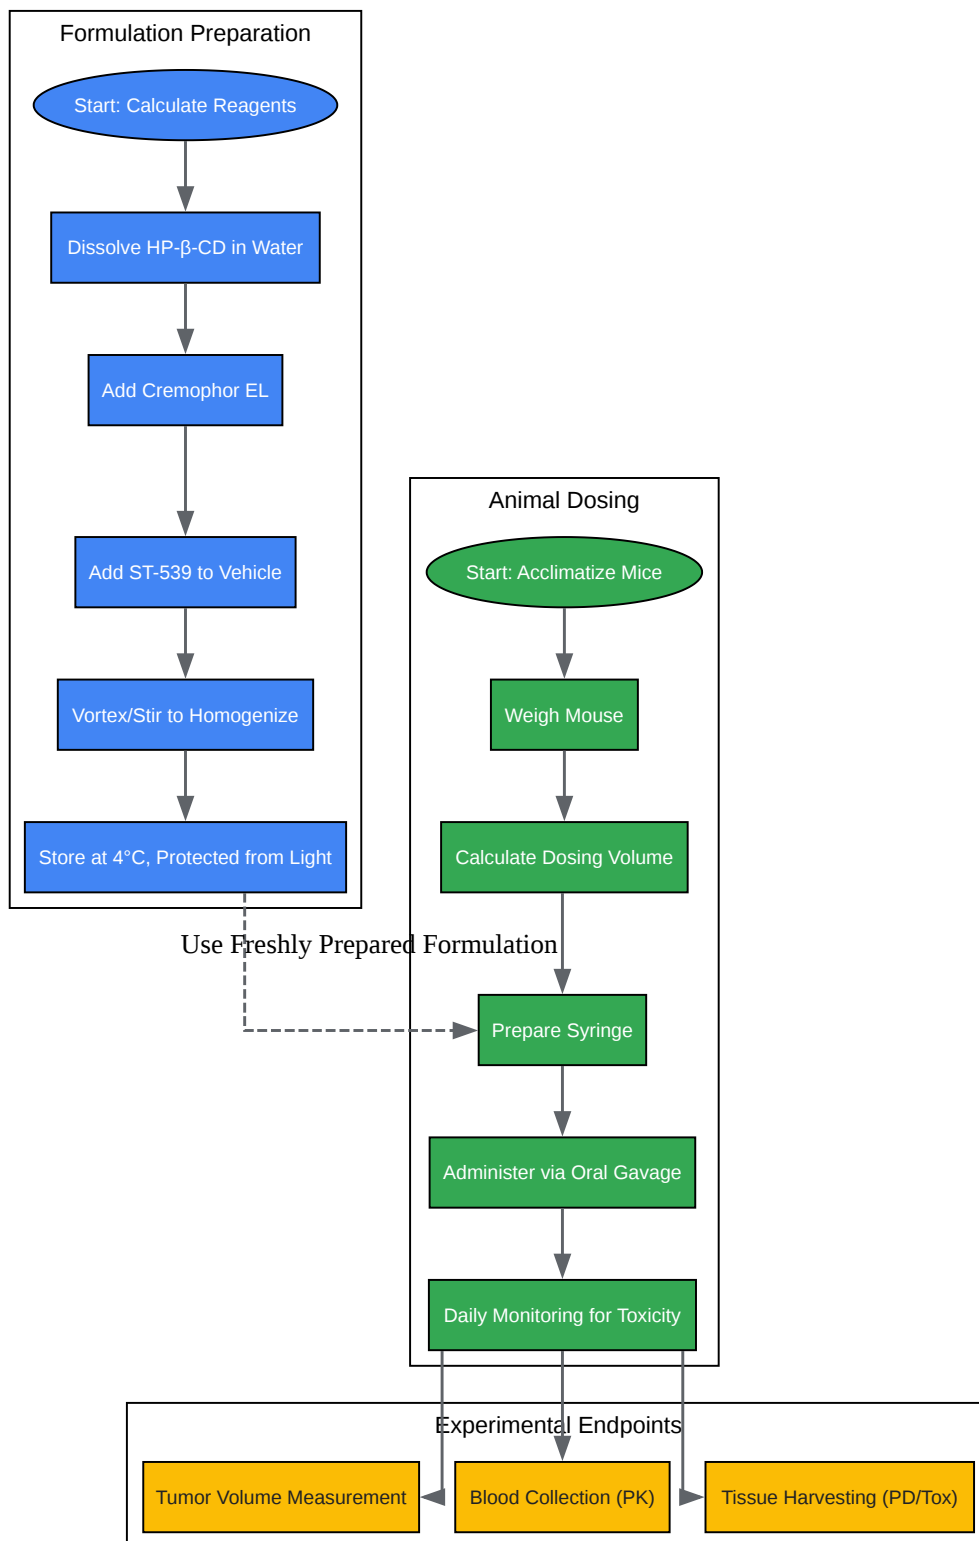 Formulation Preparation
Start: Calculate Reagents
Dissolve HP-β-CD in Water
Add Cremophor EL
Add ST-539 to Vehicle
Vortex/Stir to Homogenize
Store at 4°C, Protected from Light
Use Freshly Prepared Formulation
Animal Dosing
Start: Acclimatize Mice
Weigh Mouse
Calculate Dosing Volume
Prepare Syringe
Administer via Oral Gavage
Daily Monitoring for Toxicity
Experimental Endpoints
Tumor Volume Measurement
Blood Collection (PK)
Tissue Harvesting (PD/Tox)